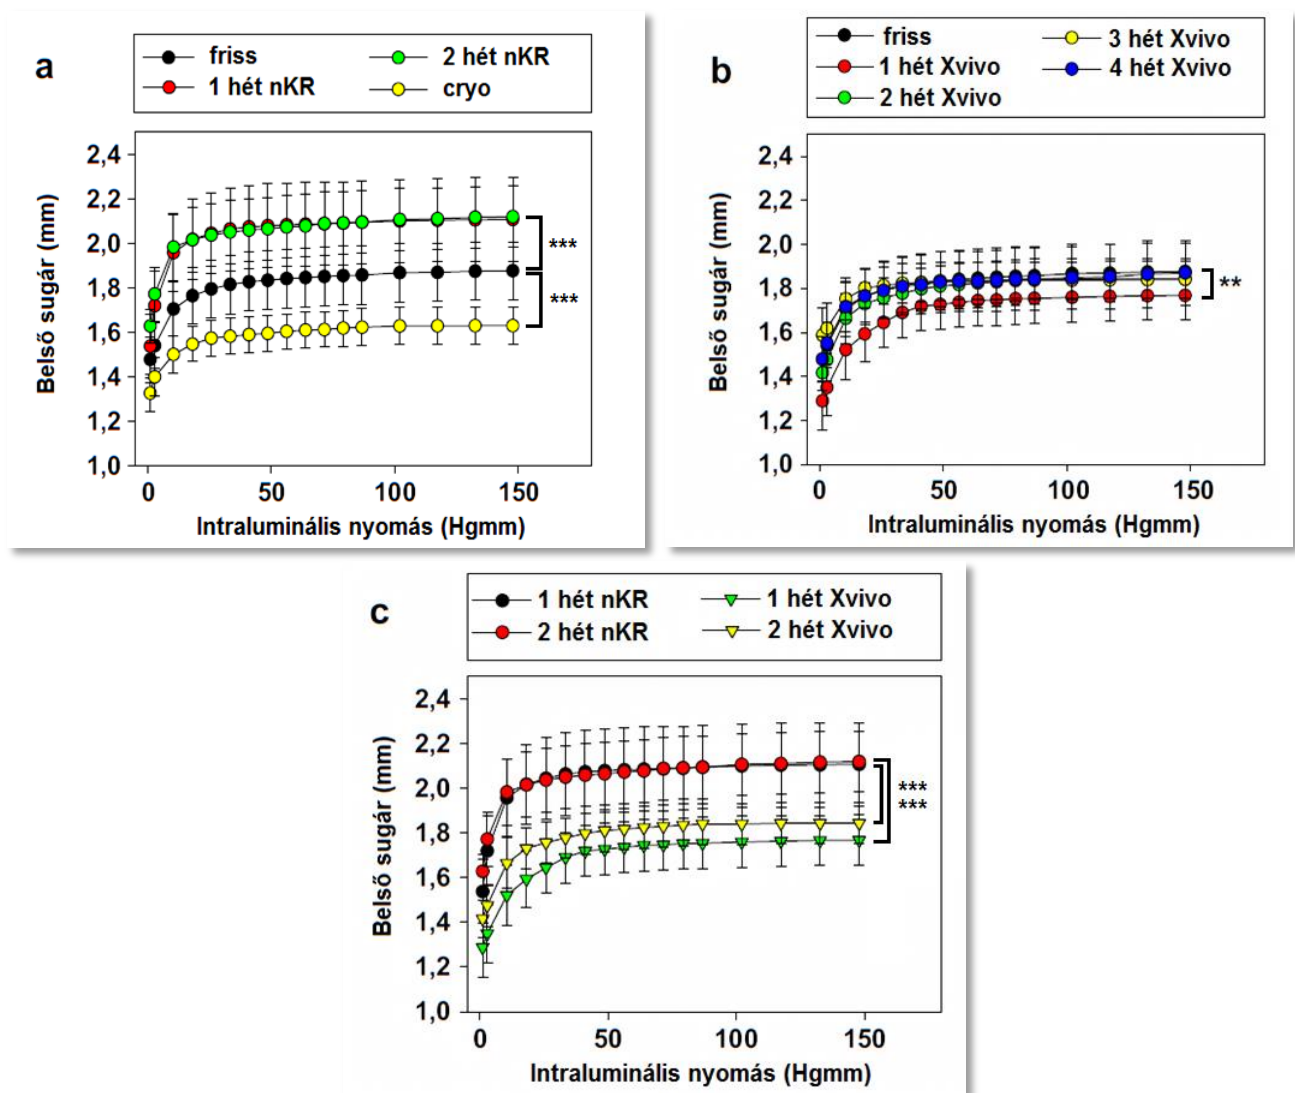 a
friss
1 hét nKR
2 hét nKR
cryo
Belső sugár (mm)
2,4
2,2
2,0
1,8
1,6
1,4
1,2
1,0
***
***
0 50 100 150
Intraluminális nyomás (Hgmm)
b
friss
1 hét Xvivo
2 hét Xvivo
3 hét Xvivo
4 hét Xvivo
Belső sugár (mm)
2,4
2,2
2,0
1,8
1,6
1,4
1,2
1,0
**
0 50 100 150
Intraluminális nyomás (Hgmm)
c
1 hét nKR
2 hét nKR
1 hét Xvivo
2 hét Xvivo
Belső sugár (mm)
2,4
2,2
2,0
1,8
1,6
1,4
1,2
1,0
***
***
0 50 100 150
Intraluminális nyomás (Hgmm)